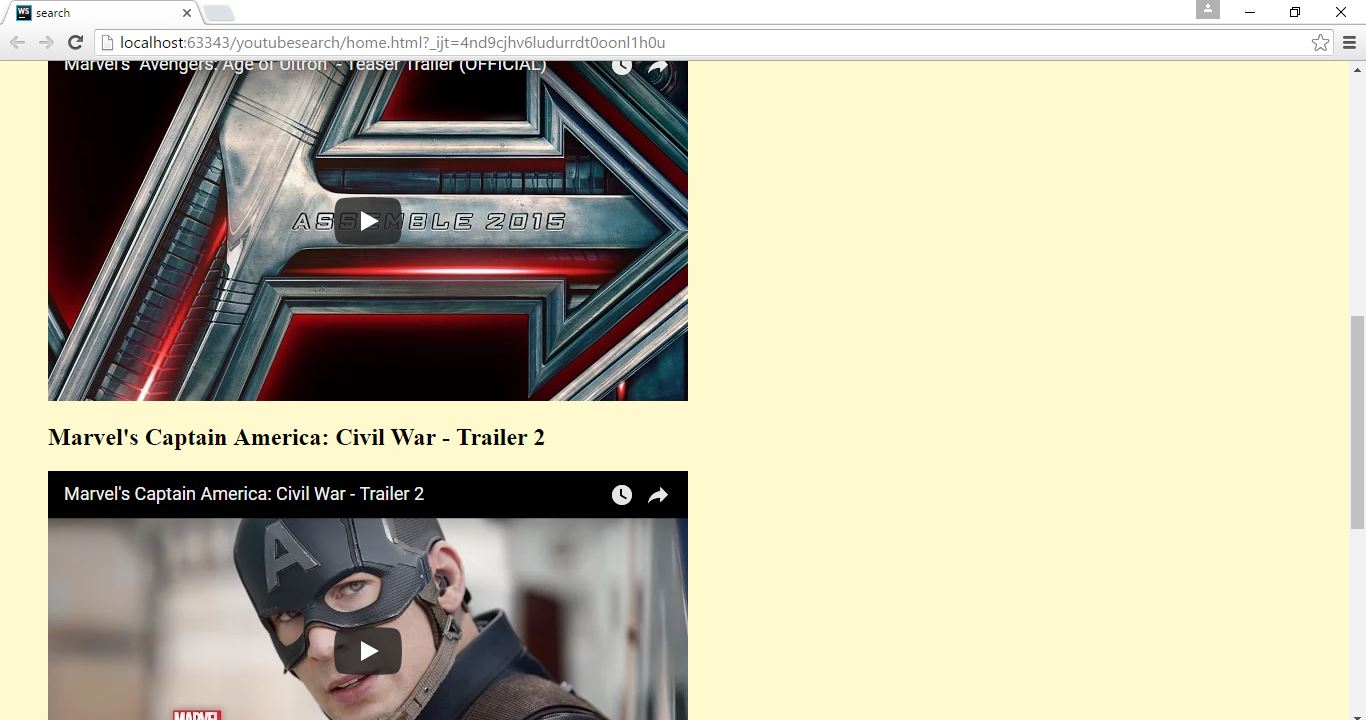 WS
search
localhost:63343/youtubesearch/home.html?_ijt=4nd9cjhv6ludurrdt0oonl1h0u
Marvel's "Avengers: Age of Ultron" - Teaser Trailer (OFFICIAL)
ASSEMBLE 2015
Marvel's Captain America: Civil War - Trailer 2
Marvel's Captain America: Civil War - Trailer 2
A
MARVEL